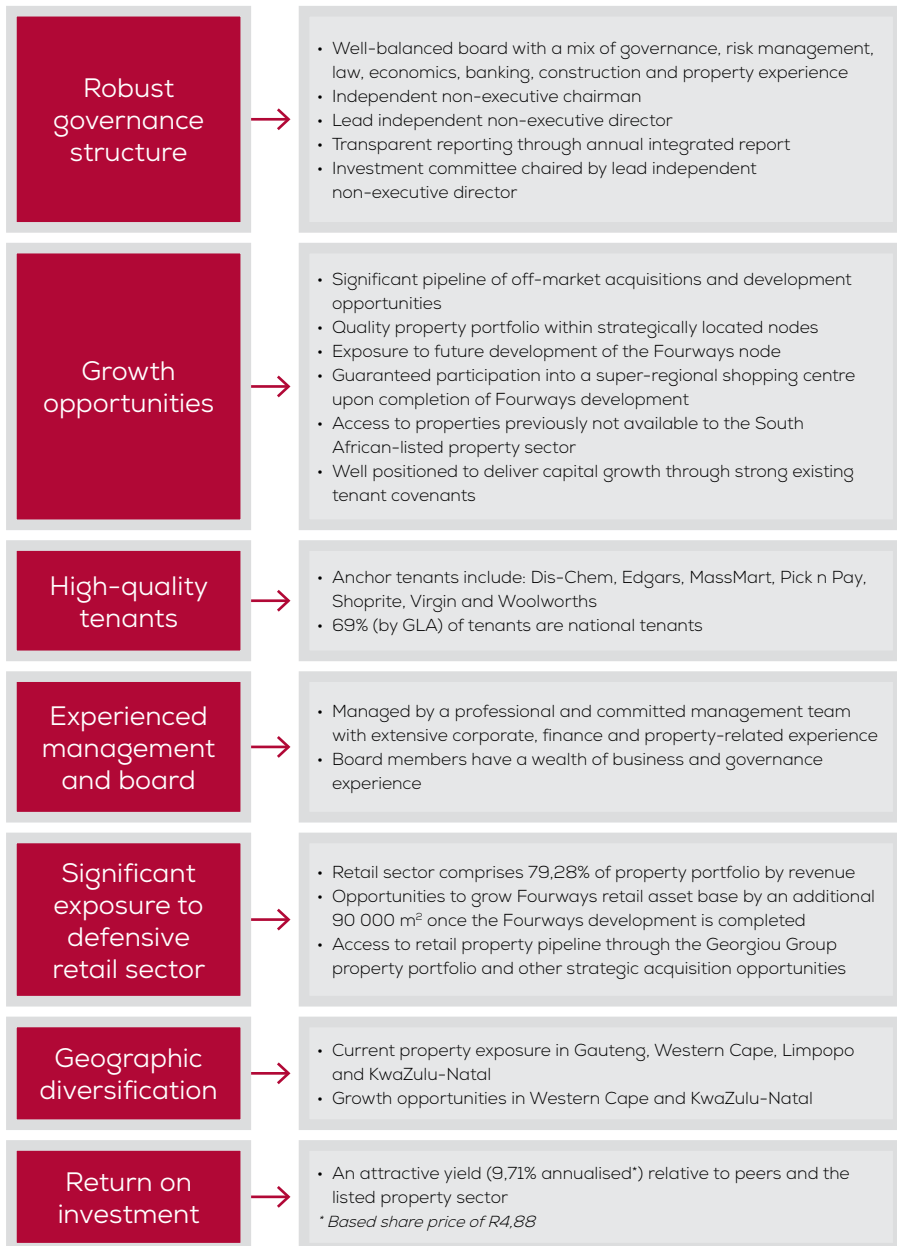 Robust
governance
structure
• Well-balanced board with a mix of governance, risk management,
law, economics, banking, construction and property experience
• Independent non-executive chairman
• Lead independent non-executive director
• Transparent reporting through annual integrated report
• Investment committee chaired by lead independent
non-executive director
Growth
opportunities
• Significant pipeline of off-market acquisitions and development
opportunities
• Quality property portfolio within strategically located nodes
• Exposure to future development of the Fourways node
• Guaranteed participation into a super-regional shopping centre
upon completion of Fourways development
• Access to properties previously not available to the South
African-listed property sector
• Well positioned to deliver capital growth through strong existing
tenant covenants
High-quality
tenants
• Anchor tenants include: Dis-Chem, Edgars, MassMart, Pick n Pay,
Shoprite, Virgin and Woolworths
• 69% (by GLA) of tenants are national tenants
Experienced
management
and board
• Managed by a professional and committed management team
with extensive corporate, finance and property-related experience
• Board members have a wealth of business and governance
experience
Significant
exposure to
defensive
retail sector
• Retail sector comprises 79,28% of property portfolio by revenue
• Opportunities to grow Fourways retail asset base by an additional
90 000 m² once the Fourways development is completed
• Access to retail property pipeline through the Georgiou Group
property portfolio and other strategic acquisition opportunities
Geographic
diversification
• Current property exposure in Gauteng, Western Cape, Limpopo
and KwaZulu-Natal
• Growth opportunities in Western Cape and KwaZulu-Natal
Return on
investment
• An attractive yield (9,71% annualised*) relative to peers and the
listed property sector
* Based share price of R4,88